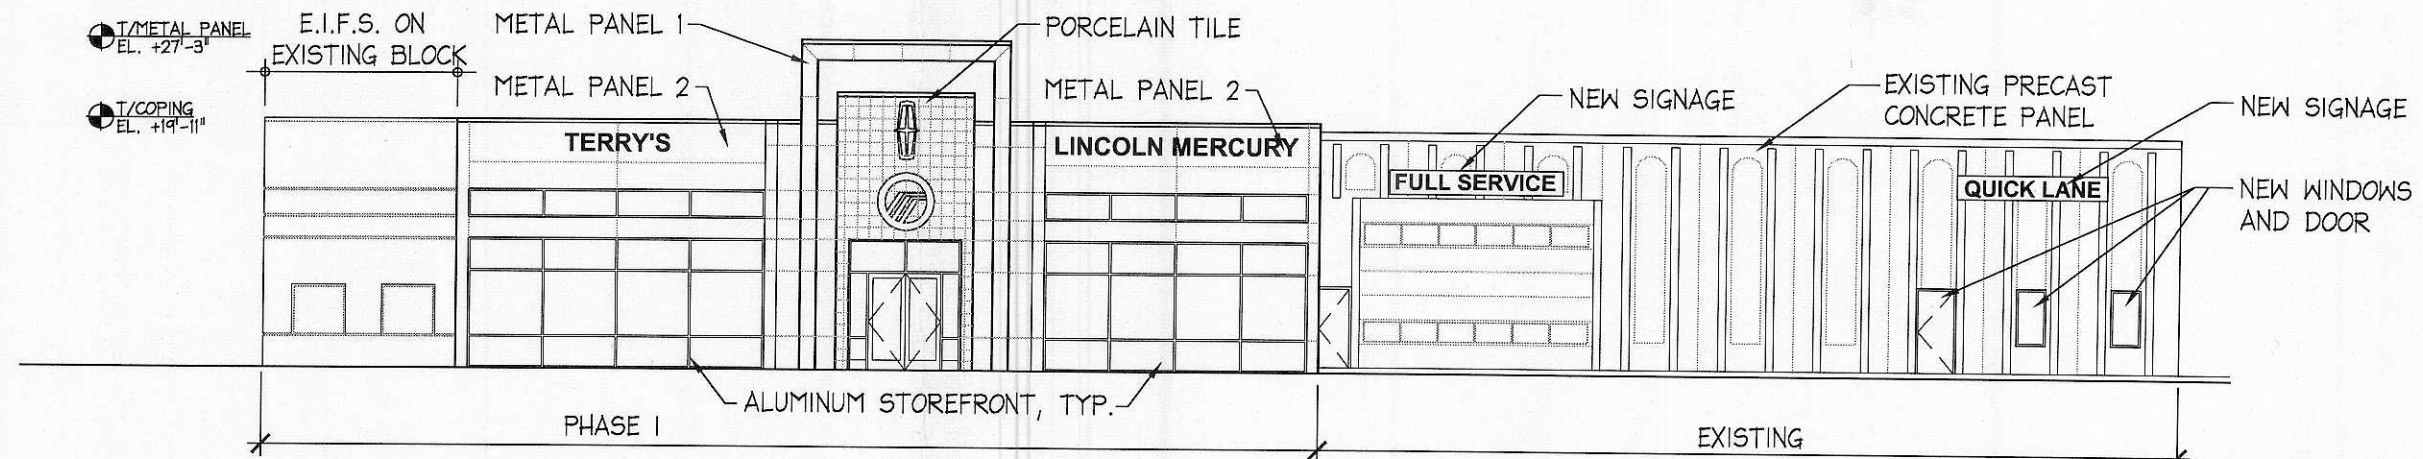 T/METAL PANEL
EL. +27'-3"
T/COPING
EL. +19'-11"
E.I.F.S. ON
EXISTING BLOCK
METAL PANEL 1
METAL PANEL 2
PORCELAIN TILE
METAL PANEL 2
NEW SIGNAGE
EXISTING PRECAST
CONCRETE PANEL
NEW SIGNAGE
NEW WINDOWS
AND DOOR
TERRY'S
LINCOLN MERCURY
FULL SERVICE
QUICK LANE
ALUMINUM STOREFRONT, TYP.
PHASE 1
EXISTING